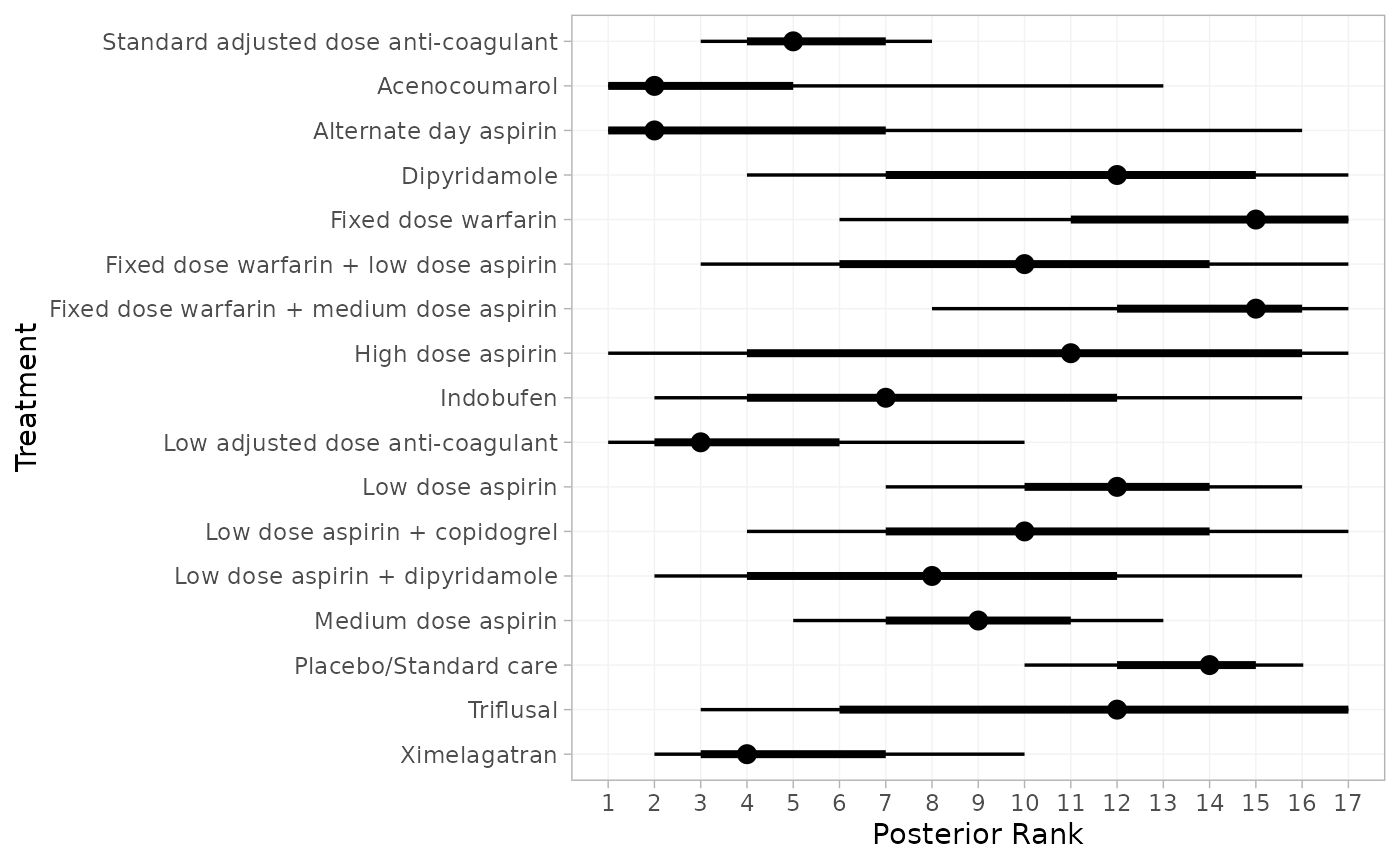 Standard adjusted dose anti-coagulant
Acenocoumarol
Alternate day aspirin
Dipyridamole
Fixed dose warfarin
Fixed dose warfarin + low dose aspirin
Fixed dose warfarin + medium dose aspirin
High dose aspirin
Indobufen
Low adjusted dose anti-coagulant
Low dose aspirin
Low dose aspirin + copidogrel
Low dose aspirin + dipyridamole
Medium dose aspirin
Placebo/Standard care
Triflusal
Ximelagatran
Treatment
1 2 3 4 5 6 7 8 9 10 11 12 13 14 15 16 17
Posterior Rank